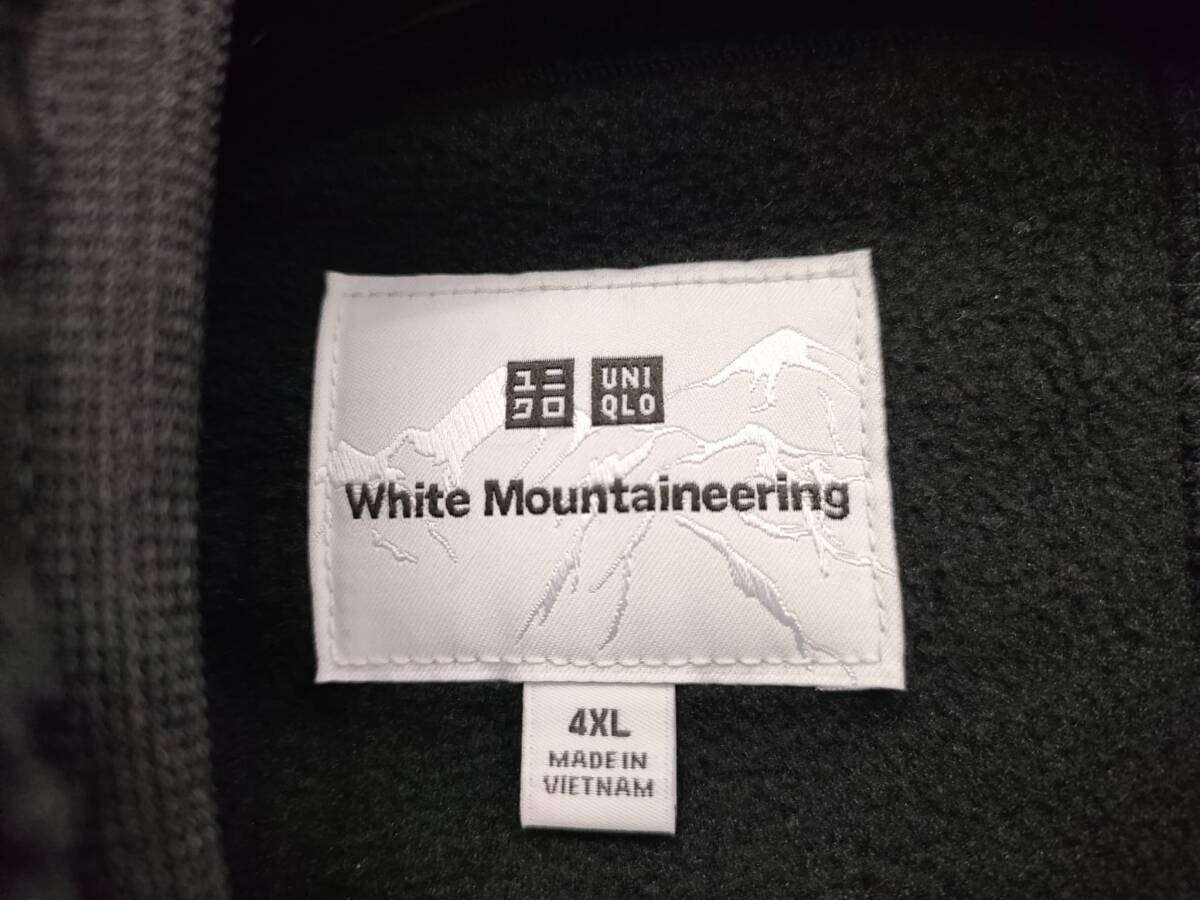 ユニ UNI
クロ QLO
White Mountaineering
4XL
MADE IN
VIETNAM